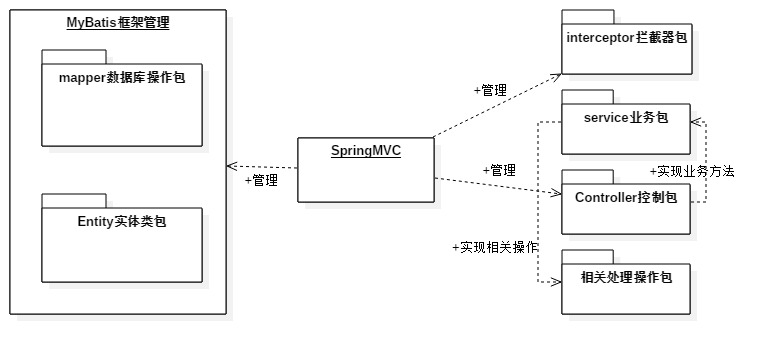 MyBatis框架管理
mapper数据库操作包
Entity实体类包
+管理
SpringMVC
+管理
+管理
interceptor拦截器包
service业务包
+实现业务方法
Controller控制包
+实现相关操作
相关处理操作包